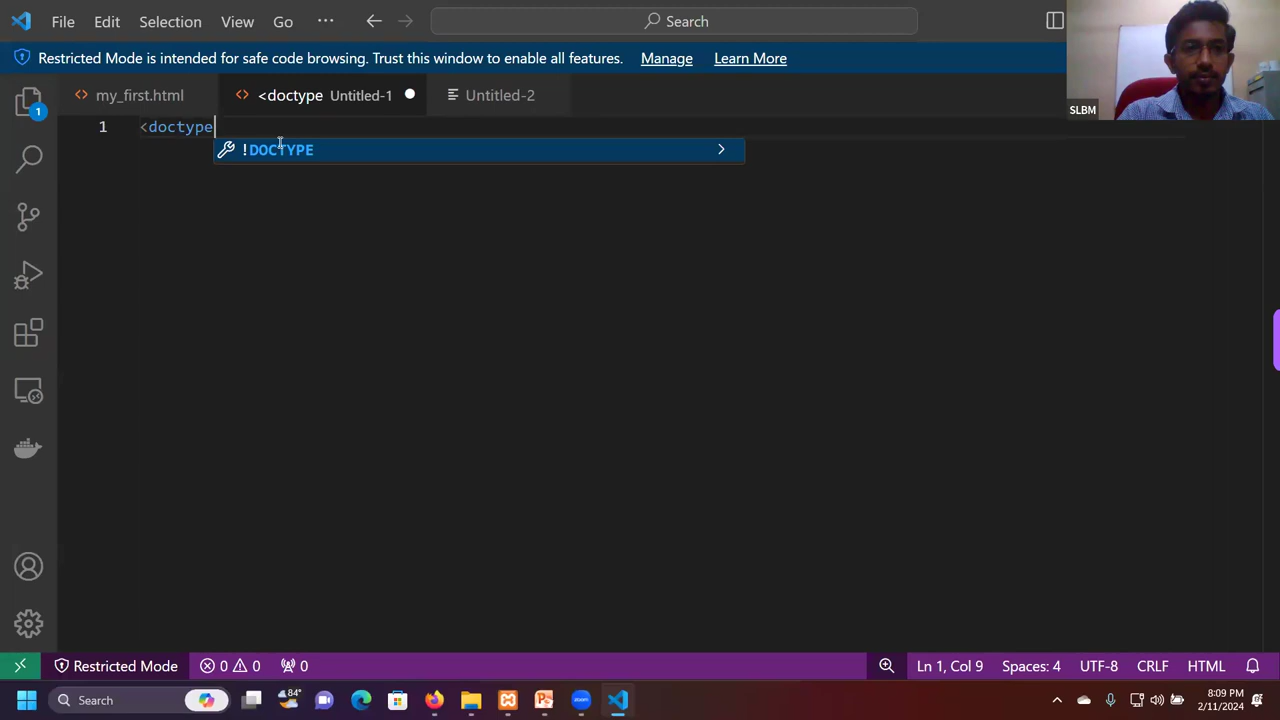 File Edit Selection View Go ··· Search
Restricted Mode is intended for safe code browsing. Trust this window to enable all features. Manage Learn More
my_first.html <doctype Untitled-1 Untitled-2
SLBM
1 <doctype
!DOCTYPE
1
Restricted Mode 0 0 0 Ln 1, Col 9 Spaces: 4 UTF-8 CRLF HTML
Search 84° 8:09 PM
2/11/2024